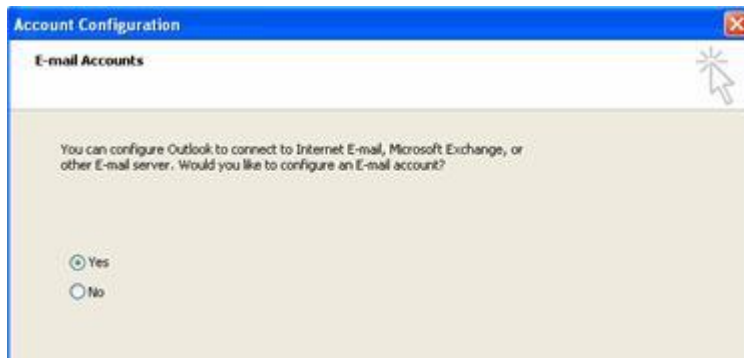 Account Configuration
E-mail Accounts
You can configure Outlook to connect to Internet E-mail, Microsoft Exchange, or
other E-mail server. Would you like to configure an E-mail account?
Yes
No